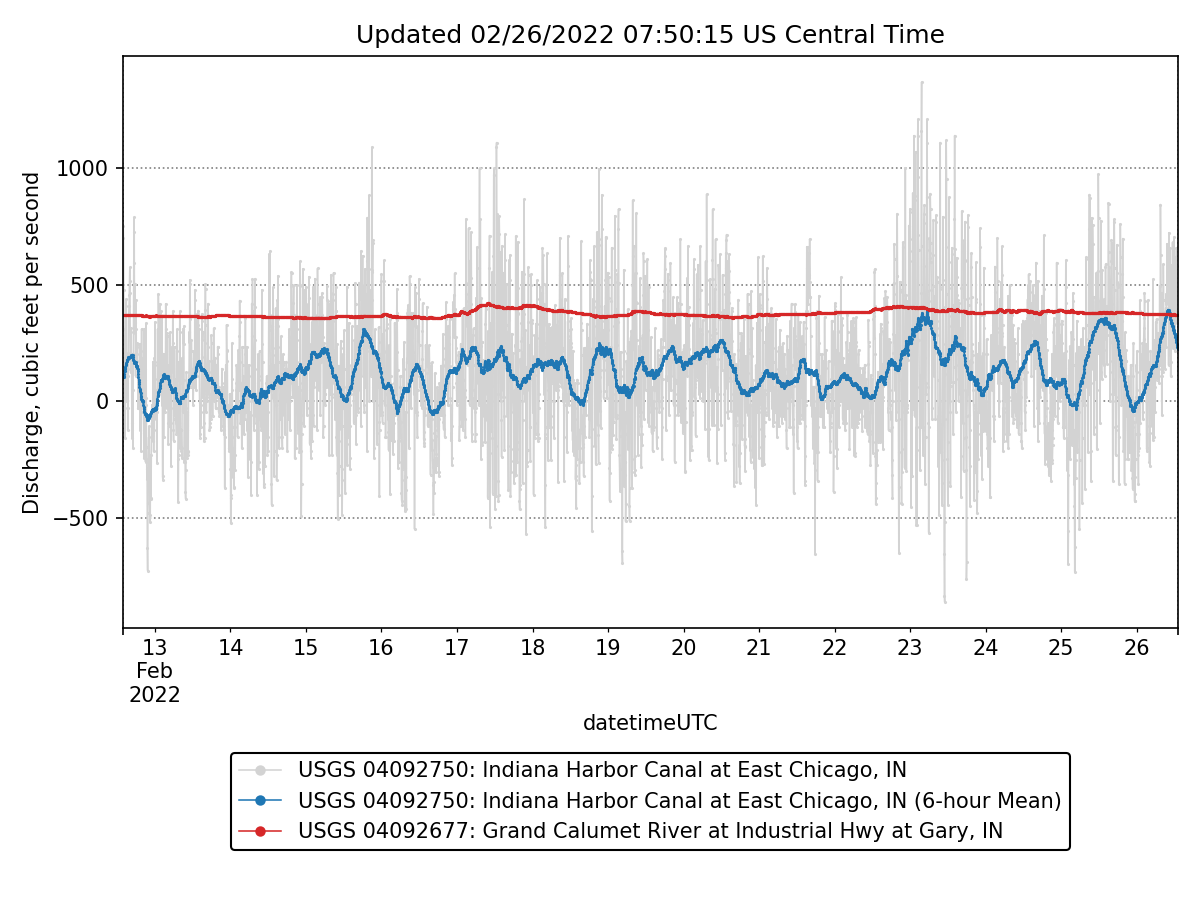 Updated 02/26/2022 07:50:15 US Central Time
Discharge, cubic feet per second
1000
500
0
−500
13 14 15 16 17 18 19 20 21 22 23 24 25 26
Feb
2022
datetimeUTC
USGS 04092750: Indiana Harbor Canal at East Chicago, IN
USGS 04092750: Indiana Harbor Canal at East Chicago, IN (6-hour Mean)
USGS 04092677: Grand Calumet River at Industrial Hwy at Gary, IN